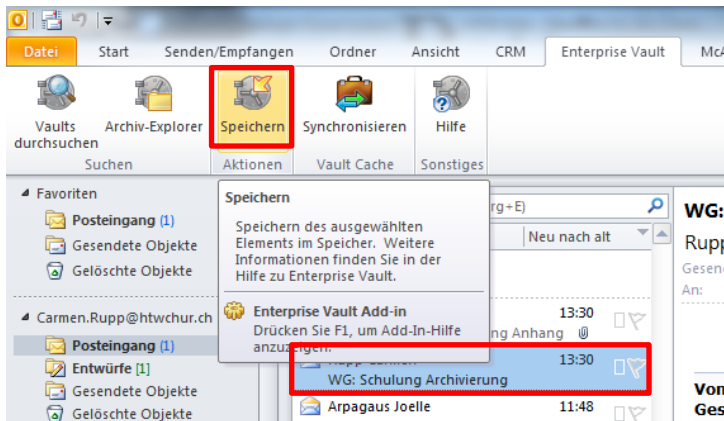 Datei Start Senden/Empfangen Ordner Ansicht CRM Enterprise Vault
Vaults durchsuchen
Archiv-Explorer
Speichern
Synchronisieren
Hilfe
Suchen Aktionen Vault Cache Sonstiges
Favoriten
Posteingang (1)
Gesendete Objekte
Gelöschte Objekte
Carmen.Rupp@htwchur.ch
Posteingang (1)
Entwürfe [1]
Gesendete Objekte
Gelöschte Objekte
Speichern
Speichern des ausgewählten
Elements im Speicher. Weitere
Informationen finden Sie in der
Hilfe zu Enterprise Vault.
Enterprise Vault Add-in
Drücken Sie F1, um Add-In-Hilfe
anzuzeigen.
rg+E)
Neu nach alt
13:30
ng Anhang
13:30
WG: Schulung Archivierung
Arpagaus Joelle 11:48
WG:
Rupp
An: